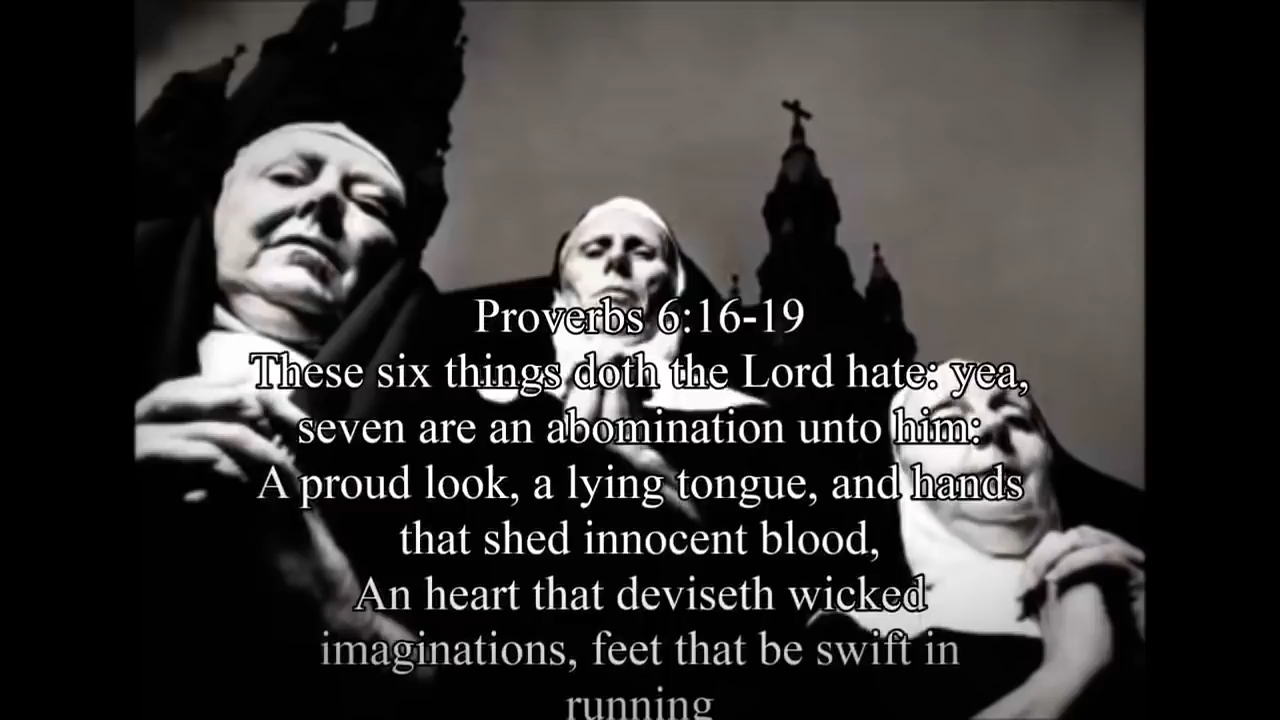 Proverbs 6:16-19
These six things doth the Lord hate: yea,
seven are an abomination unto him:
A proud look, a lying tongue, and hands
that shed innocent blood,
An heart that deviseth wicked
imaginations, feet that be swift in
running